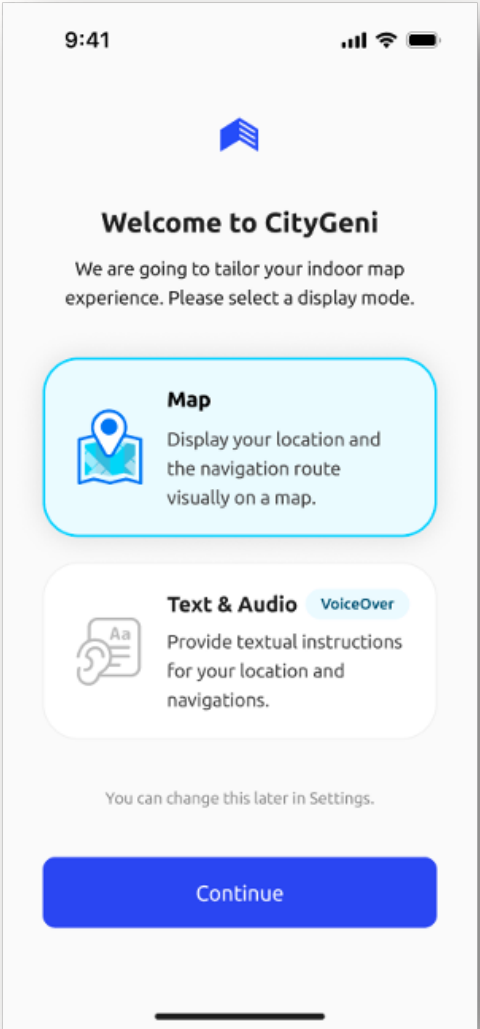 9:41
Welcome to CityGeni
We are going to tailor your indoor map
experience. Please select a display mode.
Map
Display your location and
the navigation route
visually on a map.
Text & Audio VoiceOver
Aa
Provide textual instructions
for your location and
navigations.
You can change this later in Settings.
Continue